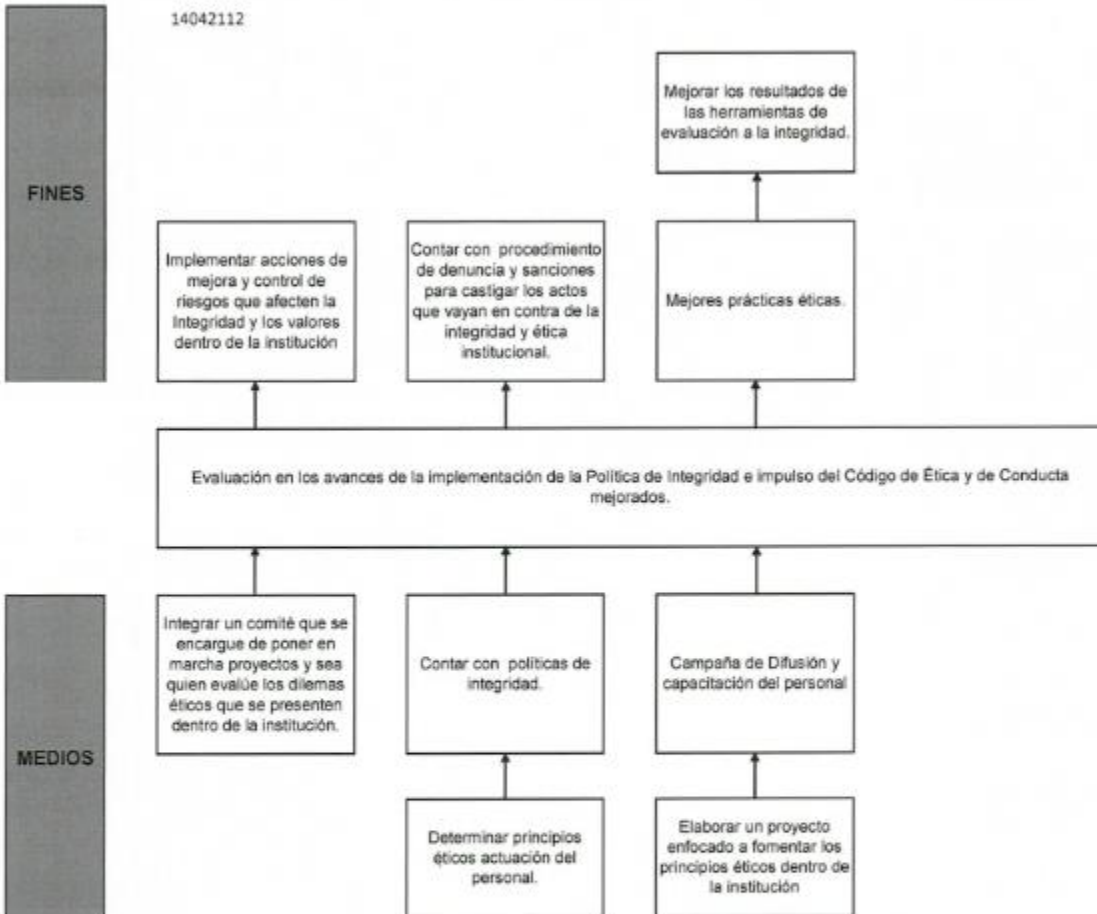 14042112
Mejorar los resultados de
las herramientas de
evaluación a la integridad.
FINES
Implementar acciones de
mejora y control de
riesgos que afecten la
Integridad y los valores
dentro de la institución
Contar con procedimiento
de denuncia y sanciones
para castigar los actos
que vayan en contra de la
integridad y ética
institucional.
Mejores prácticas éticas.
Evaluación en los avances de la implementación de la Política de Integridad e impulso del Código de Ética y de Conducta
mejorados.
MEDIOS
Integrar un comité que se
encargue de poner en
marcha proyectos y sea
quien evalúe los dilemas
éticos que se presenten
dentro de la institución.
Contar con políticas de
integridad.
Campaña de Difusión y
capacitación del personal
Determinar principios
éticos actuación del
personal.
Elaborar un proyecto
enfocado a fomentar los
principios éticos dentro de
la institución